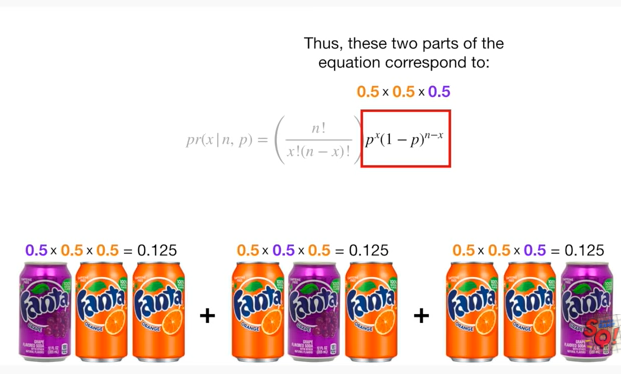 Thus, these two parts of the
equation correspond to:
0.5 x 0.5 x 0.5
pr(x|n, p) = ( n! / x!(n − x)! ) pˣ(1 − p)ⁿ⁻ˣ
0.5 x 0.5 x 0.5 = 0.125
0.5 x 0.5 x 0.5 = 0.125
0.5 x 0.5 x 0.5 = 0.125
Fanta Fanta Fanta
+
Fanta Fanta Fanta
+
Fanta Fanta Fanta
ORANGE ORANGE
ORANGE ORANGE
ORANGE ORANGE